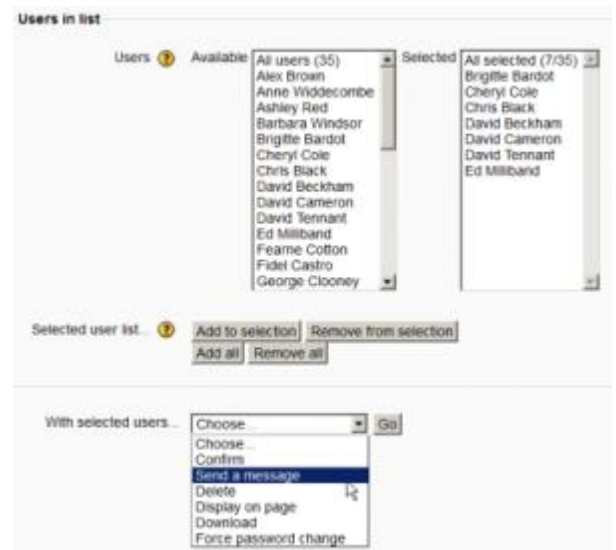 Users in list
Users
Available
All users (35)
Alex Brown
Anne Widdecombe
Ashley Red
Barbara Windsor
Brigitte Bardot
Cheryl Cole
Chris Black
David Beckham
David Cameron
David Tennant
Ed Milliband
Fearne Cotton
Fidel Castro
George Clooney
Selected
All selected (7/35)
Brigitte Bardot
Cheryl Cole
Chris Black
David Beckham
David Cameron
David Tennant
Ed Milliband
Selected user list...
Add to selection Remove from selection
Add all Remove all
With selected users...
Choose... Go
Choose...
Confirm
Send a message
Delete
Display on page
Download
Force password change